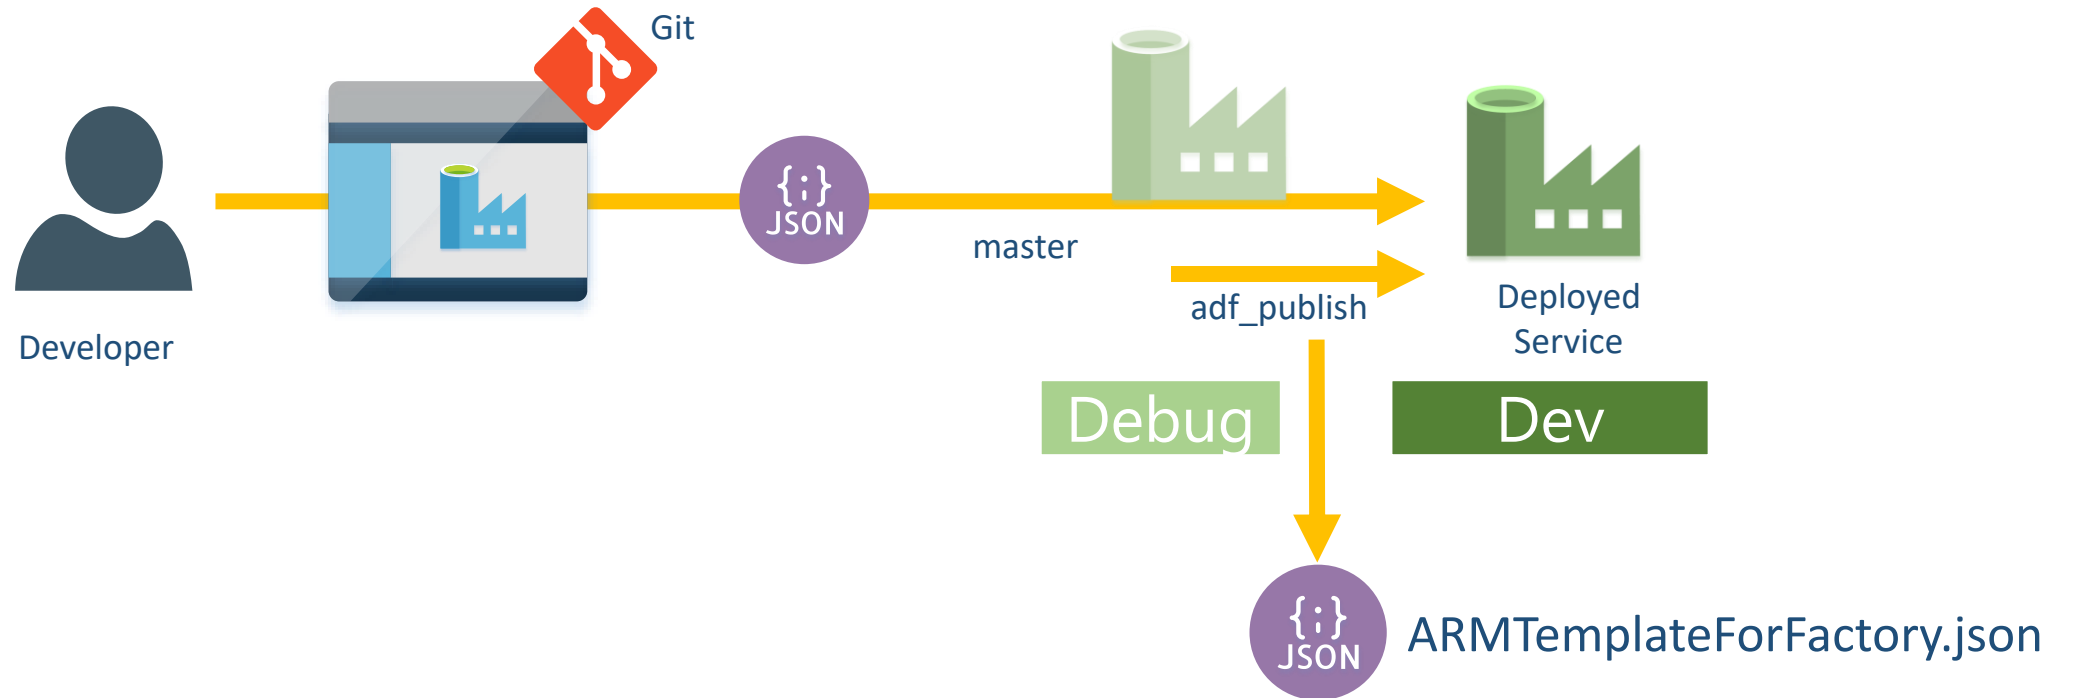 Git
{;}
JSON
master
adf_publish
Developer
Deployed
Service
Debug
Dev
{;}
JSON
ARMTemplateForFactory.json